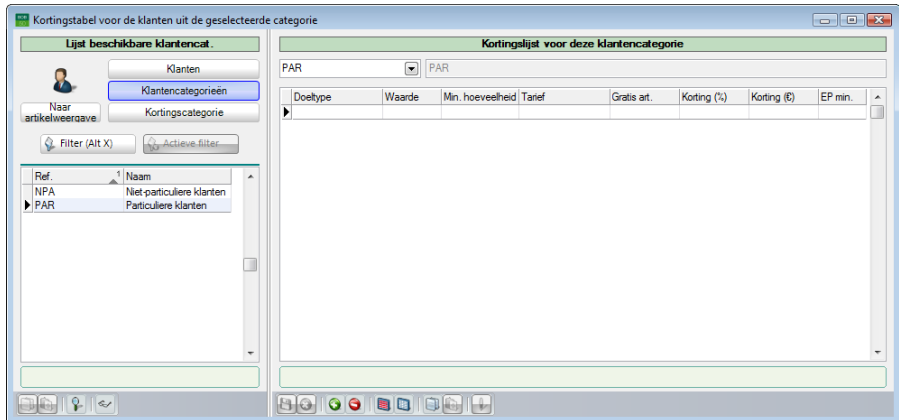 Kortingstabel voor de klanten uit de geselecteerde categorie
Lijst beschikbare klantencat.
Klanten
Klantencategorieën
Naar
artikelweergave
Kortingscategorie
Filter (Alt X)
Actieve filter
Ref. 1 Naam
NPA Niet-particuliere klanten
PAR Particuliere klanten
Kortingslijst voor deze klantencategorie
PAR PAR
Doeltype Waarde Min. hoeveelheid Tarief Gratis art. Korting (%) Korting (€) EP min.